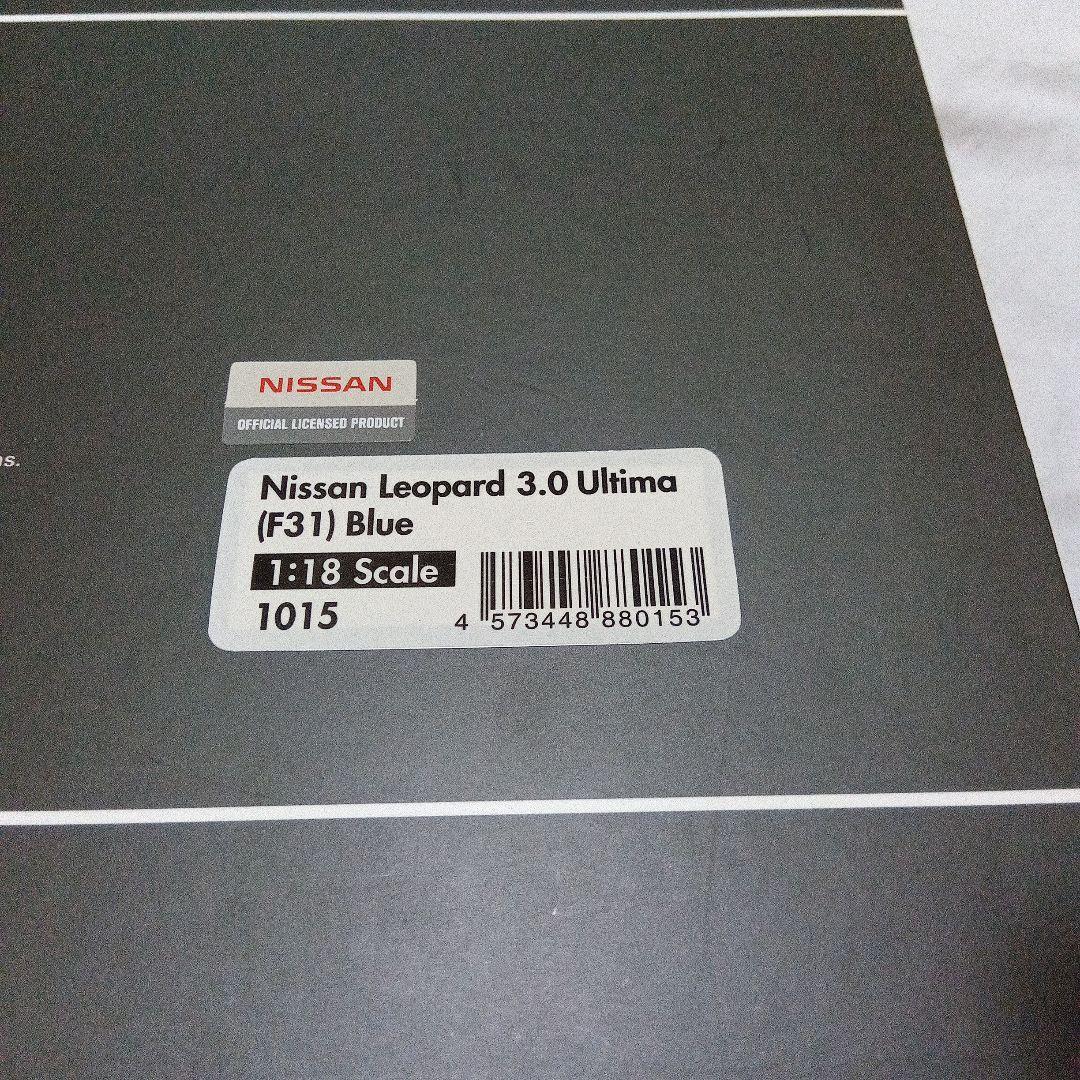 NISSAN
OFFICIAL LICENSED PRODUCT
Nissan Leopard 3.0 Ultima
(F31) Blue
1:18 Scale
1015
4 573448 880153